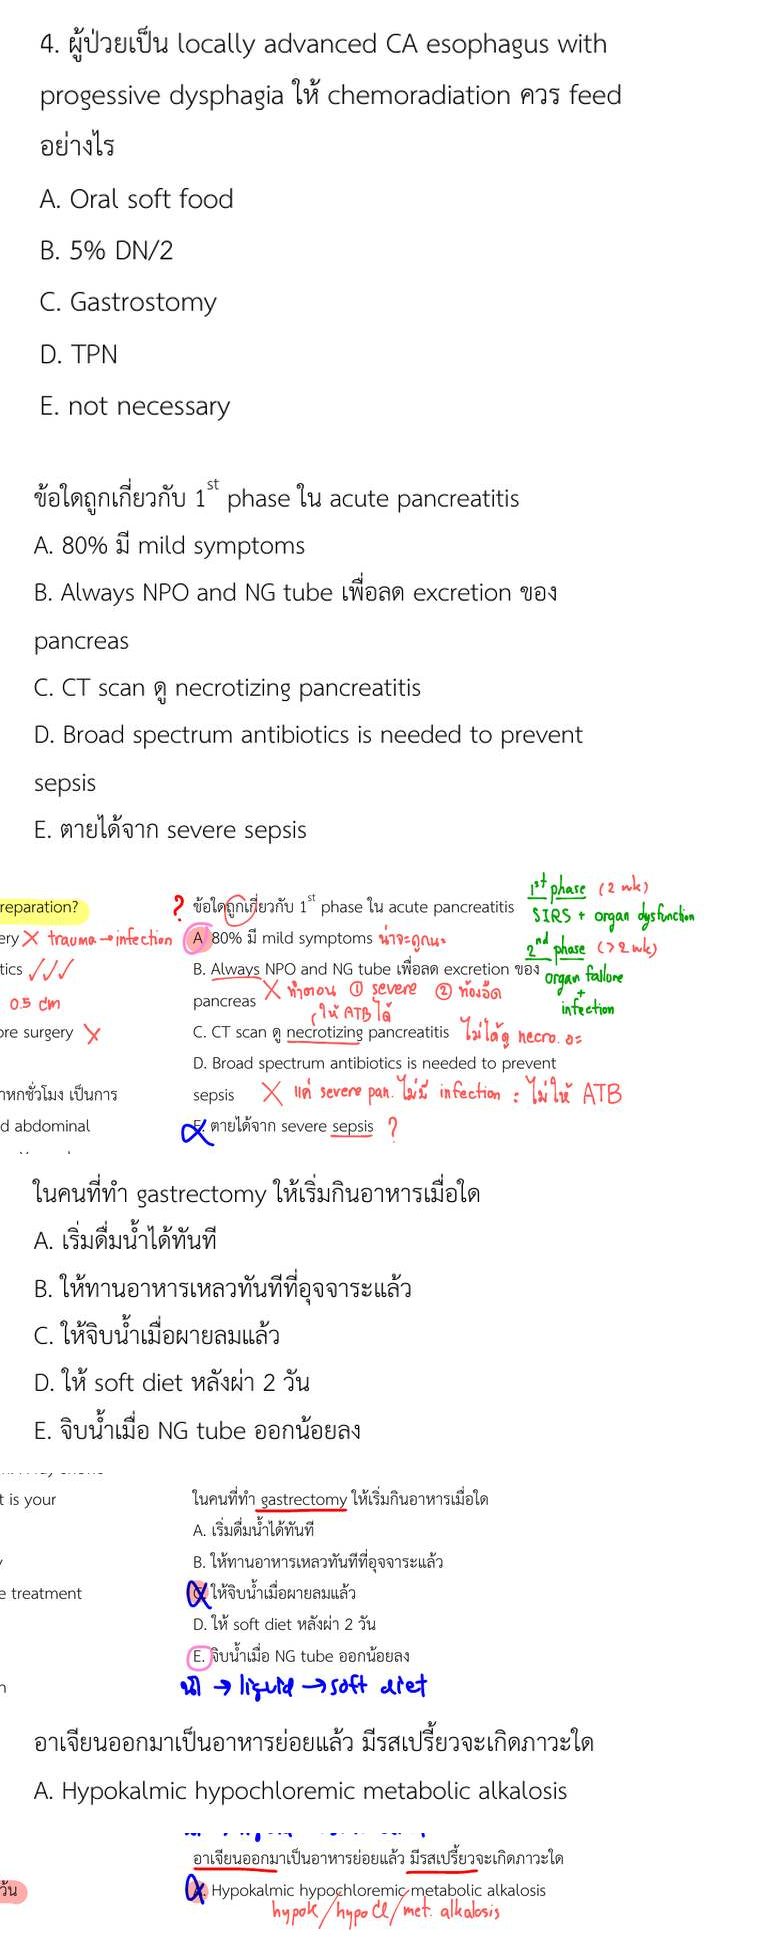 4. ผู้ป่วยเป็น locally advanced CA esophagus with
progessive dysphagia ให้ chemoradiation ควร feed
อย่างไร
A. Oral soft food
B. 5% DN/2
C. Gastrostomy
D. TPN
E. not necessary
ข้อใดถูกเกี่ยวกับ 1st phase ใน acute pancreatitis
A. 80% มี mild symptoms
B. Always NPO and NG tube เพื่อลด excretion ของ
pancreas
C. CT scan ดู necrotizing pancreatitis
D. Broad spectrum antibiotics is needed to prevent
sepsis
E. ตายได้จาก severe sepsis
1st phase (2 wk)
reparation? ? ข้อใดถูกเกี่ยวกับ 1st phase ใน acute pancreatitis SIRS + organ dysfunction
ery X trauma → infection A 80% มี mild symptoms น่าจะถูกนะ 2nd phase (>2 wk)
tics ✓✓✓ B. Always NPO and NG tube เพื่อลด excretion ของ organ failure
0.5 cm pancreas X ทำตอน ① severe ② ท้องอืด + infection
ให้ ATB ได้
ore surgery X C. CT scan ดู necrotizing pancreatitis ไม่ได้ดู necro.
D. Broad spectrum antibiotics is needed to prevent
าหกชั่วโมง เป็นการ sepsis X แค่ severe pan. ไม่มี infection : ไม่ให้ ATB
d abdominal E. ตายได้จาก severe sepsis ?
ในคนที่ทำ gastrectomy ให้เริ่มกินอาหารเมื่อใด
A. เริ่มดื่มน้ำได้ทันที
B. ให้ทานอาหารเหลวทันทีที่อุจจาระแล้ว
C. ให้จิบน้ำเมื่อผายลมแล้ว
D. ให้ soft diet หลังผ่า 2 วัน
E. จิบน้ำเมื่อ NG tube ออกน้อยลง
t is your ในคนที่ทำ gastrectomy ให้เริ่มกินอาหารเมื่อใด
A. เริ่มดื่มน้ำได้ทันที
B. ให้ทานอาหารเหลวทันทีที่อุจจาระแล้ว
e treatment ให้จิบน้ำเมื่อผายลมแล้ว
D. ให้ soft diet หลังผ่า 2 วัน
E. จิบน้ำเมื่อ NG tube ออกน้อยลง
น้ำ → liquid → soft diet
อาเจียนออกมาเป็นอาหารย่อยแล้ว มีรสเปรี้ยวจะเกิดภาวะใด
A. Hypokalmic hypochloremic metabolic alkalosis
อาเจียนออกมาเป็นอาหารย่อยแล้ว มีรสเปรี้ยวจะเกิดภาวะใด
วัน Hypokalmic hypochloremic metabolic alkalosis
hypok/hypo Cl/met. alkalosis